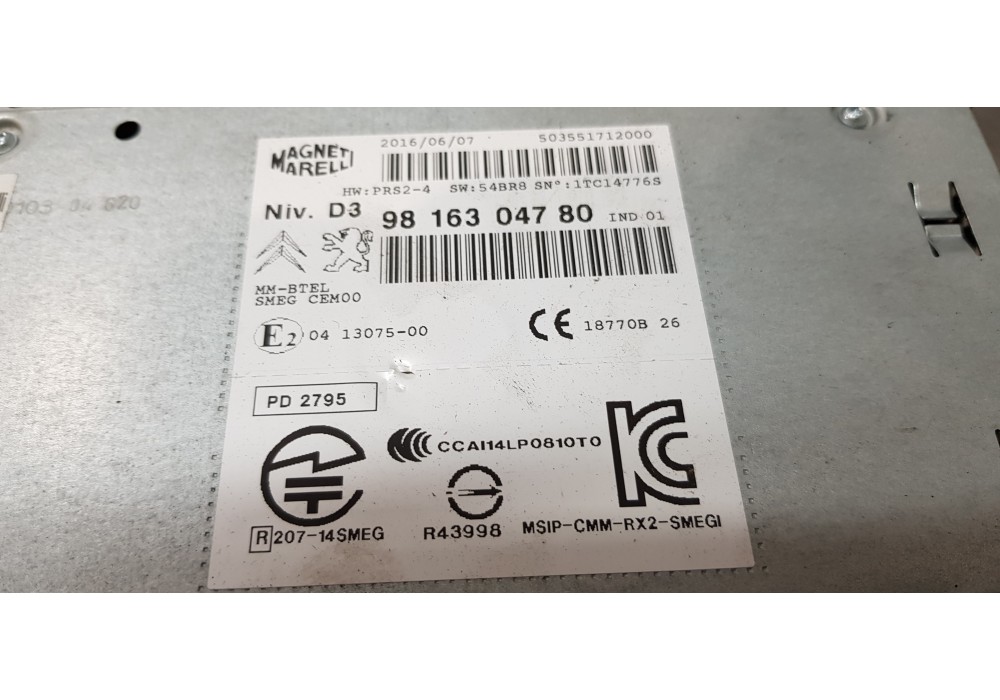 MAGNETI MARELLI
2016/06/07 503551712000
HW:PRS2-4 SW:54BR8 SN°:1TC14776S
Niv. D3 98 163 047 80 IND 01
MM-BTEL
SMEG CEM00
E2 04 13075-00
CE 18770B 26
PD 2795
CCAI14LP0810T0
R 207-14SMEG
R43998
MSIP-CMM-RX2-SMEGI